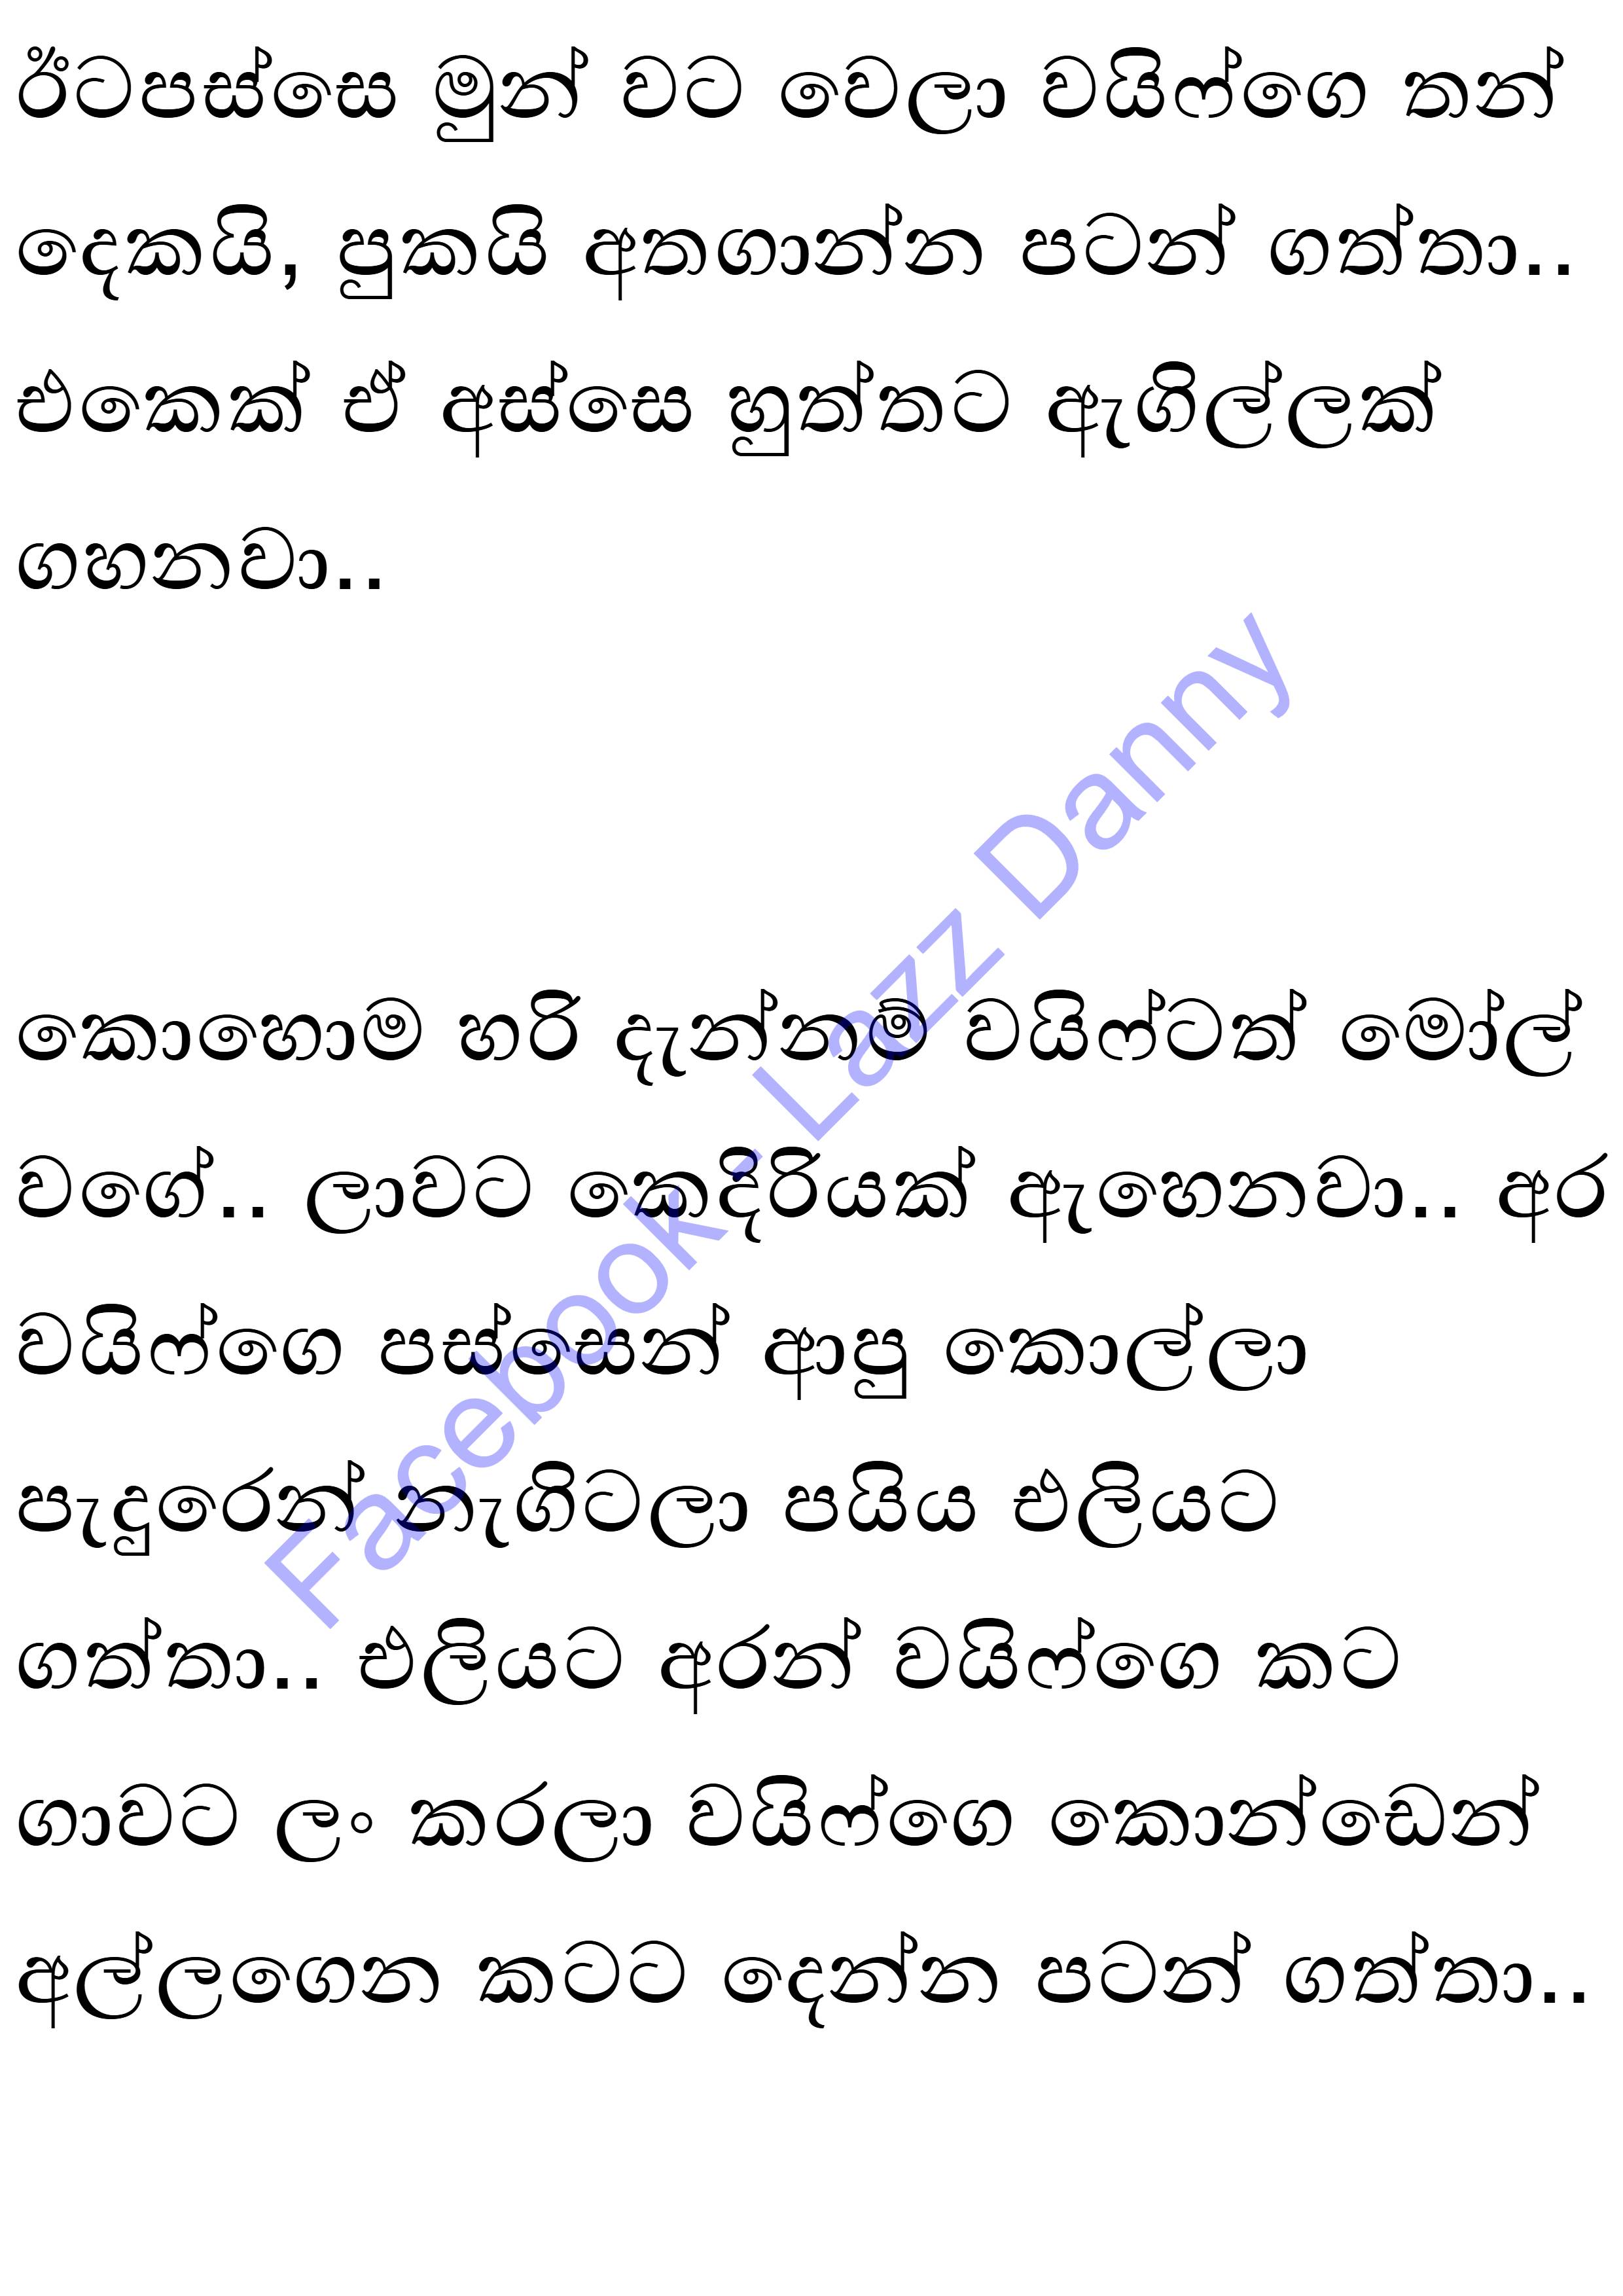 ඊටපස්සෙ මුන් වට වෙලා වයිෆ්ගෙ තන්
දෙකයි, පුකයි අතගාන්න පටන් ගත්තා..
එකෙක් ඒ අස්සෙ හුත්තට ඇගිල්ලක්
ගහනවා..
කොහොම හරි දැන්නම් වයිෆ්ටත් මෝල්
වගේ.. ලාවට කෙදිරියක් ඇහෙනවා.. අර
වයිෆ්ගෙ පස්සෙන් ආපු කොල්ලා
පැදුරෙන් නැගිටලා පයිය එලියට
ගත්තා.. එලියට අරන් වයිෆ්ගෙ කට
ගාවට ලං කරලා වයිෆ්ගෙ කොන්ඩෙන්
අල්ලගෙන කටට දෙන්න පටන් ගත්තා..
Facebook - Lazz Danny